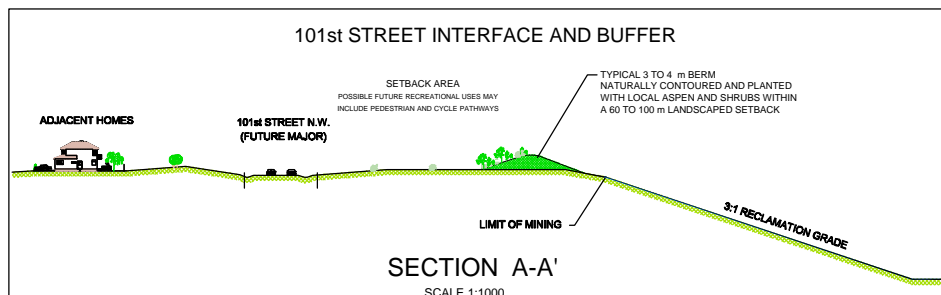 101st STREET INTERFACE AND BUFFER
SETBACK AREA
POSSIBLE FUTURE RECREATIONAL USES MAY
INCLUDE PEDESTRIAN AND CYCLE PATHWAYS
TYPICAL 3 TO 4 m BERM
NATURALLY CONTOURED AND PLANTED
WITH LOCAL ASPEN AND SHRUBS WITHIN
A 60 TO 100 m LANDSCAPED SETBACK
ADJACENT HOMES
101st STREET N.W.
(FUTURE MAJOR)
LIMIT OF MINING
3:1 RECLAMATION GRADE
SECTION A-A'
SCALE 1:1000